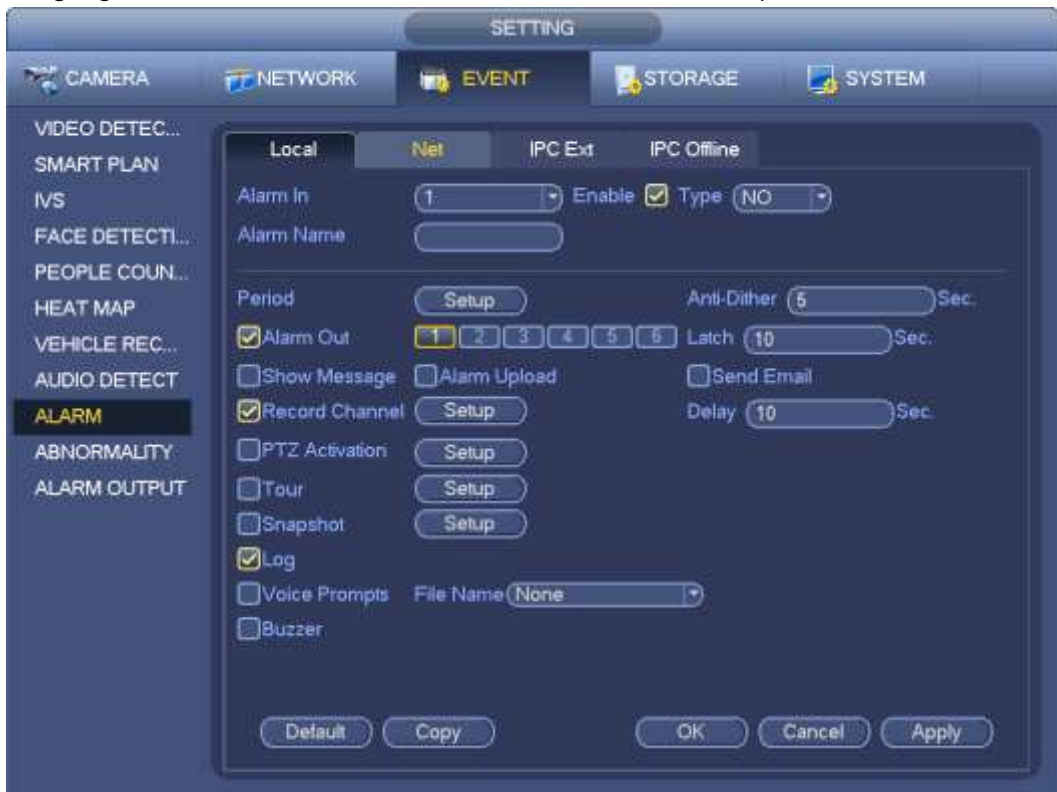 SETTING
CAMERA NETWORK EVENT STORAGE SYSTEM
VIDEO DETEC...
SMART PLAN
IVS
FACE DETECTI...
PEOPLE COUN...
HEAT MAP
VEHICLE REC...
AUDIO DETECT
ALARM
ABNORMALITY
ALARM OUTPUT
Local Net IPC Ext IPC Offline
Alarm In 1 Enable Type NO
Alarm Name
Period Setup Anti-Dither 5 Sec.
Alarm Out 1 2 3 4 5 6 Latch 10 Sec.
Show Message Alarm Upload Send Email
Record Channel Setup Delay 10 Sec.
PTZ Activation Setup
Tour Setup
Snapshot Setup
Log
Voice Prompts File Name None
Buzzer
Default Copy OK Cancel Apply